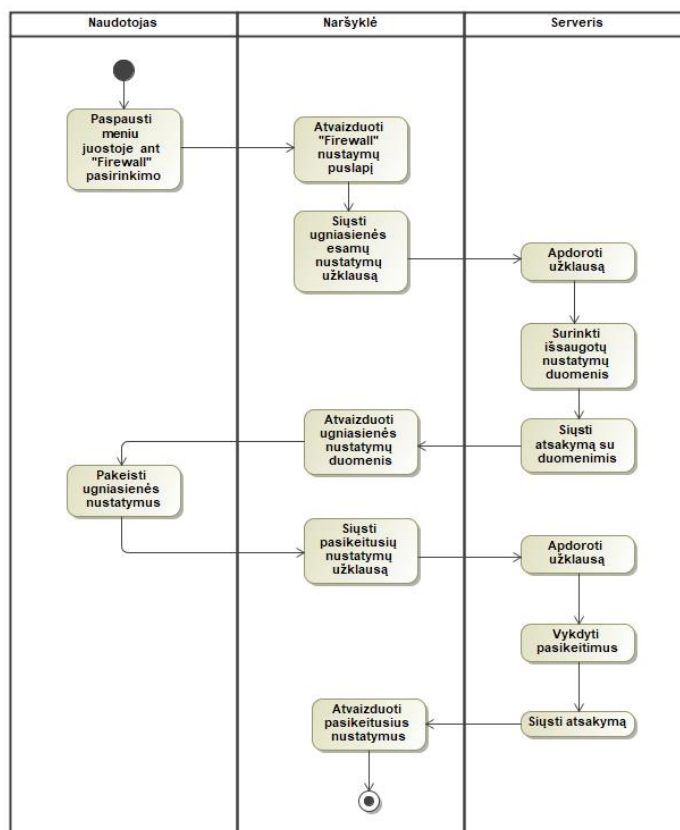 Naudotojas
Naršyklė
Serveris
Paspausti
meniu
juostoje ant
"Firewall"
pasirinkimo
Atvaizduoti
"Firewall"
nustaymų
puslapį
Siųsti
ugniasienės
esamų
nustatymų
užklausą
Apdoroti
užklausą
Surinkti
išsaugotų
nustatymų
duomenis
Siųsti
atsakymą su
duomenimis
Atvaizduoti
ugniasienės
nustatymų
duomenis
Pakeisti
ugniasienės
nustatymus
Siųsti
pasikeitusių
nustatymų
užklausą
Apdoroti
užklausą
Vykdyti
pasikeitimus
Siųsti atsakymą
Atvaizduoti
pasikeitusius
nustatymus